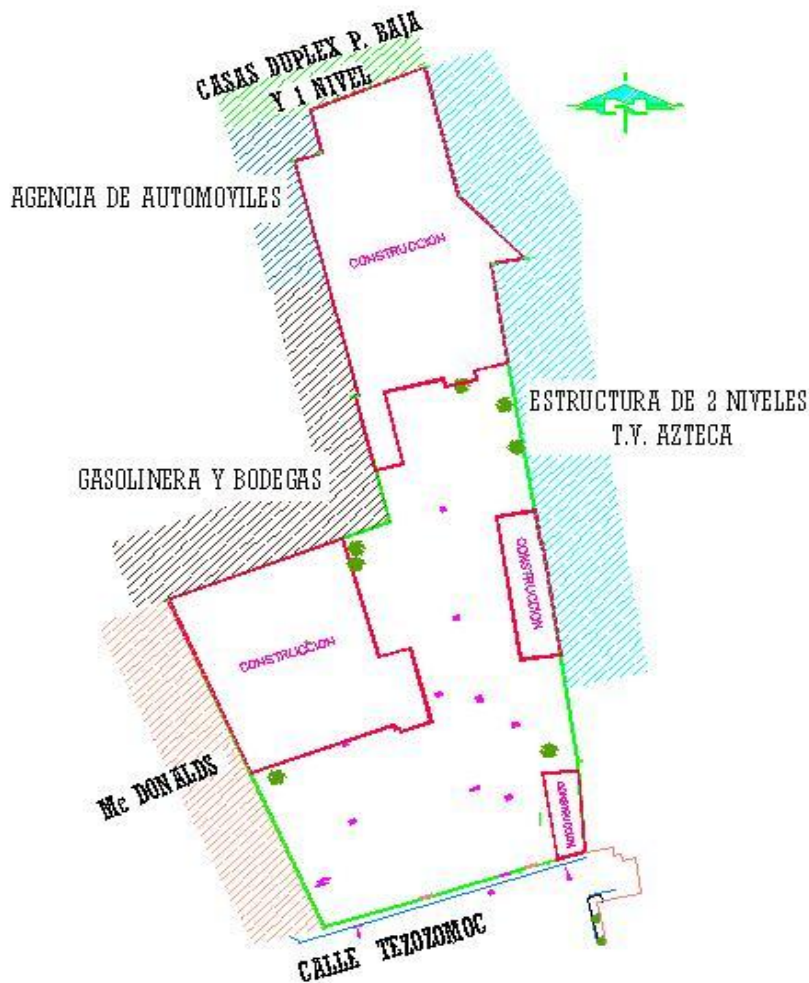 CASAS DUPLEX P. BAJA
Y 1 NIVEL
AGENCIA DE AUTOMOVILES
CONSTRUCCION
ESTRUCTURA DE 2 NIVELES
T.V. AZTECA
GASOLINERA Y BODEGAS
CONSTRUCCION
CONSTRUCCION
Mc DONALDS
CONSTRUCCION
CALLE TEZOZOMOC